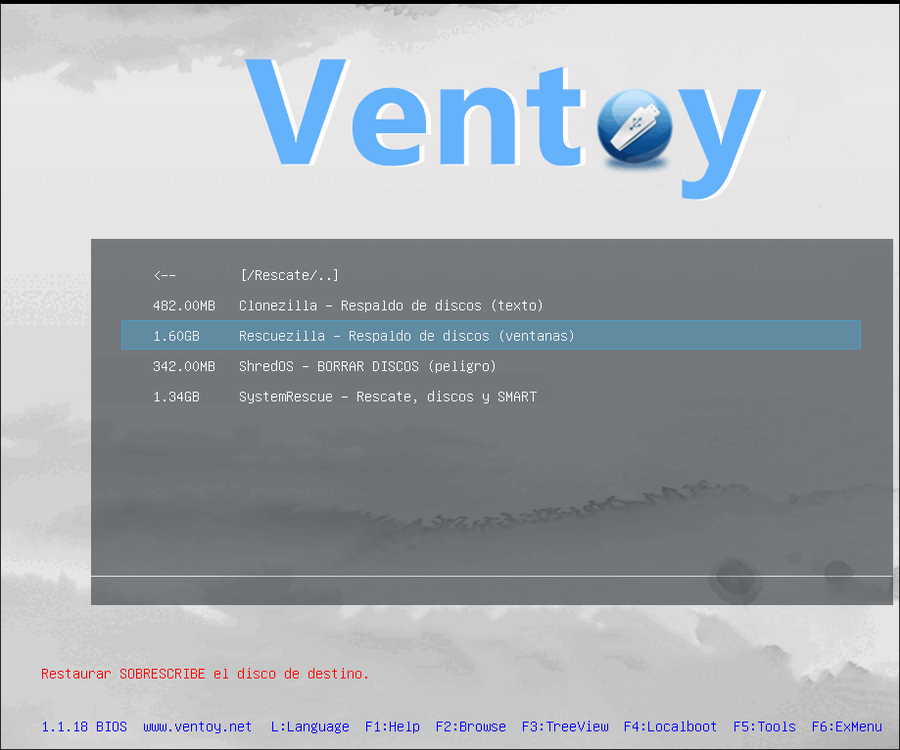 Ventoy
<-- [/Rescate/..]
482.00MB Clonezilla - Respaldo de discos (texto)
1.60GB Rescuezilla - Respaldo de discos (ventanas)
342.00MB ShredOS - BORRAR DISCOS (peligro)
1.34GB SystemRescue - Rescate, discos y SMART
Restaurar SOBRESCRIBE el disco de destino.
1.1.18 BIOS www.ventoy.net L:Language F1:Help F2:Browse F3:TreeView F4:Localboot F5:Tools F6:ExMenu